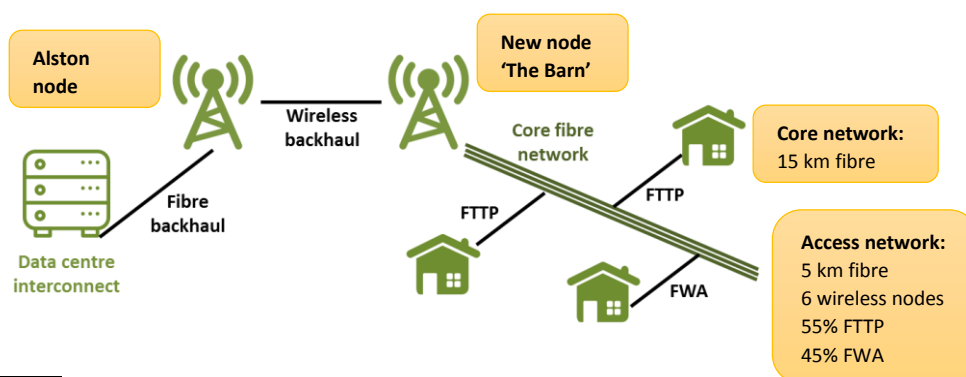 Alston
node
New node
‘The Barn’
Wireless
backhaul
Core fibre
network
Core network:
15 km fibre
FTTP
Fibre
backhaul
FTTP
Data centre
interconnect
FWA
Access network:
5 km fibre
6 wireless nodes
55% FTTP
45% FWA